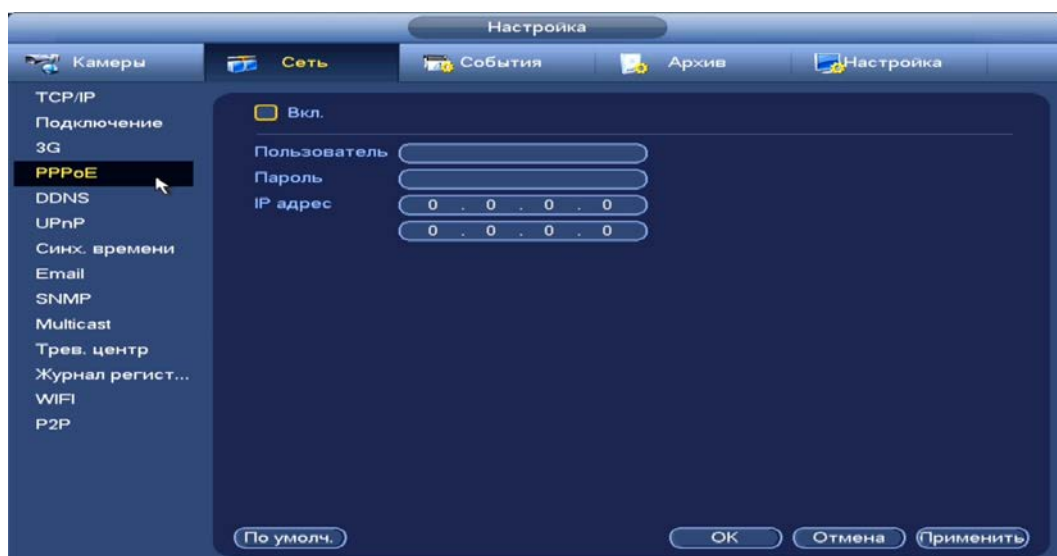 Настройка
Камеры Сеть События Архив Настройка
TCP/IP
Подключение
3G
PPPoE
DDNS
UPnP
Синх. времени
Email
SNMP
Multicast
Трев. центр
Журнал регист...
WIFI
P2P
Вкл.
Пользователь
Пароль
IP адрес 0 . 0 . 0 . 0
0 . 0 . 0 . 0
По умолч. OK Отмена Применить